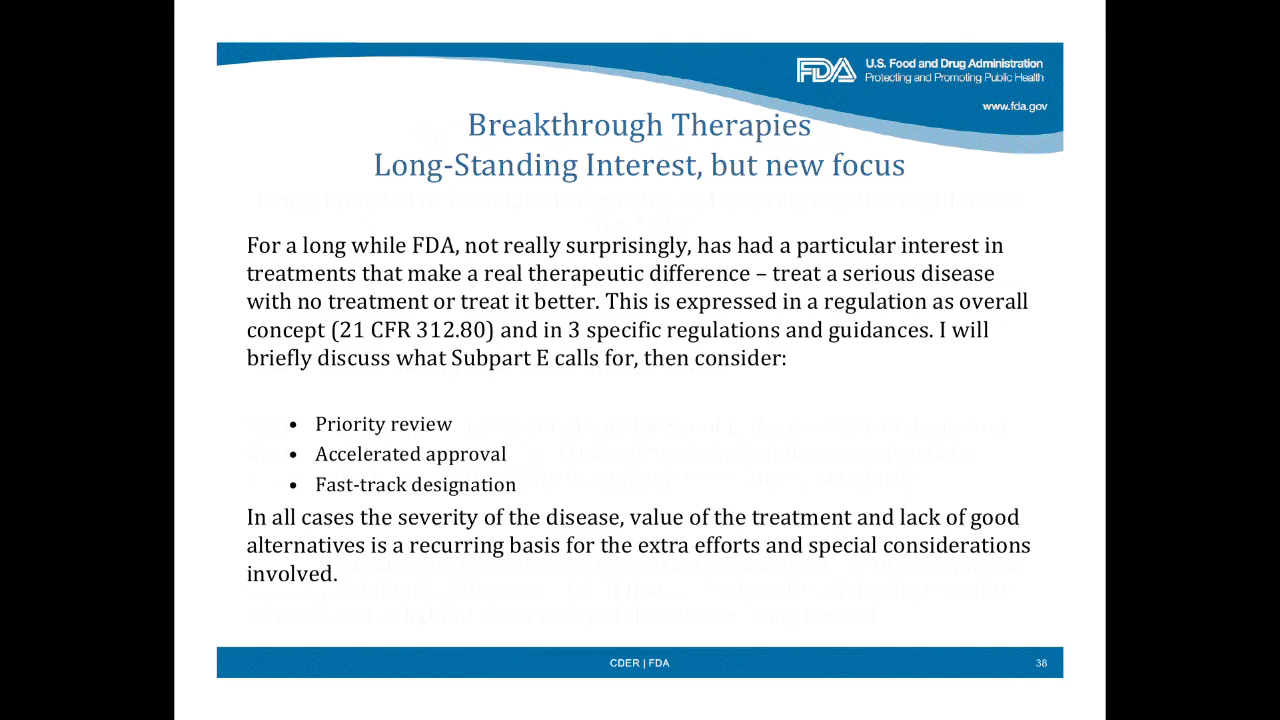 FDA U.S. Food and Drug Administration
Protecting and Promoting Public Health
www.fda.gov
Breakthrough Therapies
Long-Standing Interest, but new focus
For a long while FDA, not really surprisingly, has had a particular interest in
treatments that make a real therapeutic difference – treat a serious disease
with no treatment or treat it better. This is expressed in a regulation as overall
concept (21 CFR 312.80) and in 3 specific regulations and guidances. I will
briefly discuss what Subpart E calls for, then consider:
• Priority review
• Accelerated approval
• Fast-track designation
In all cases the severity of the disease, value of the treatment and lack of good
alternatives is a recurring basis for the extra efforts and special considerations
involved.
CDER | FDA
38